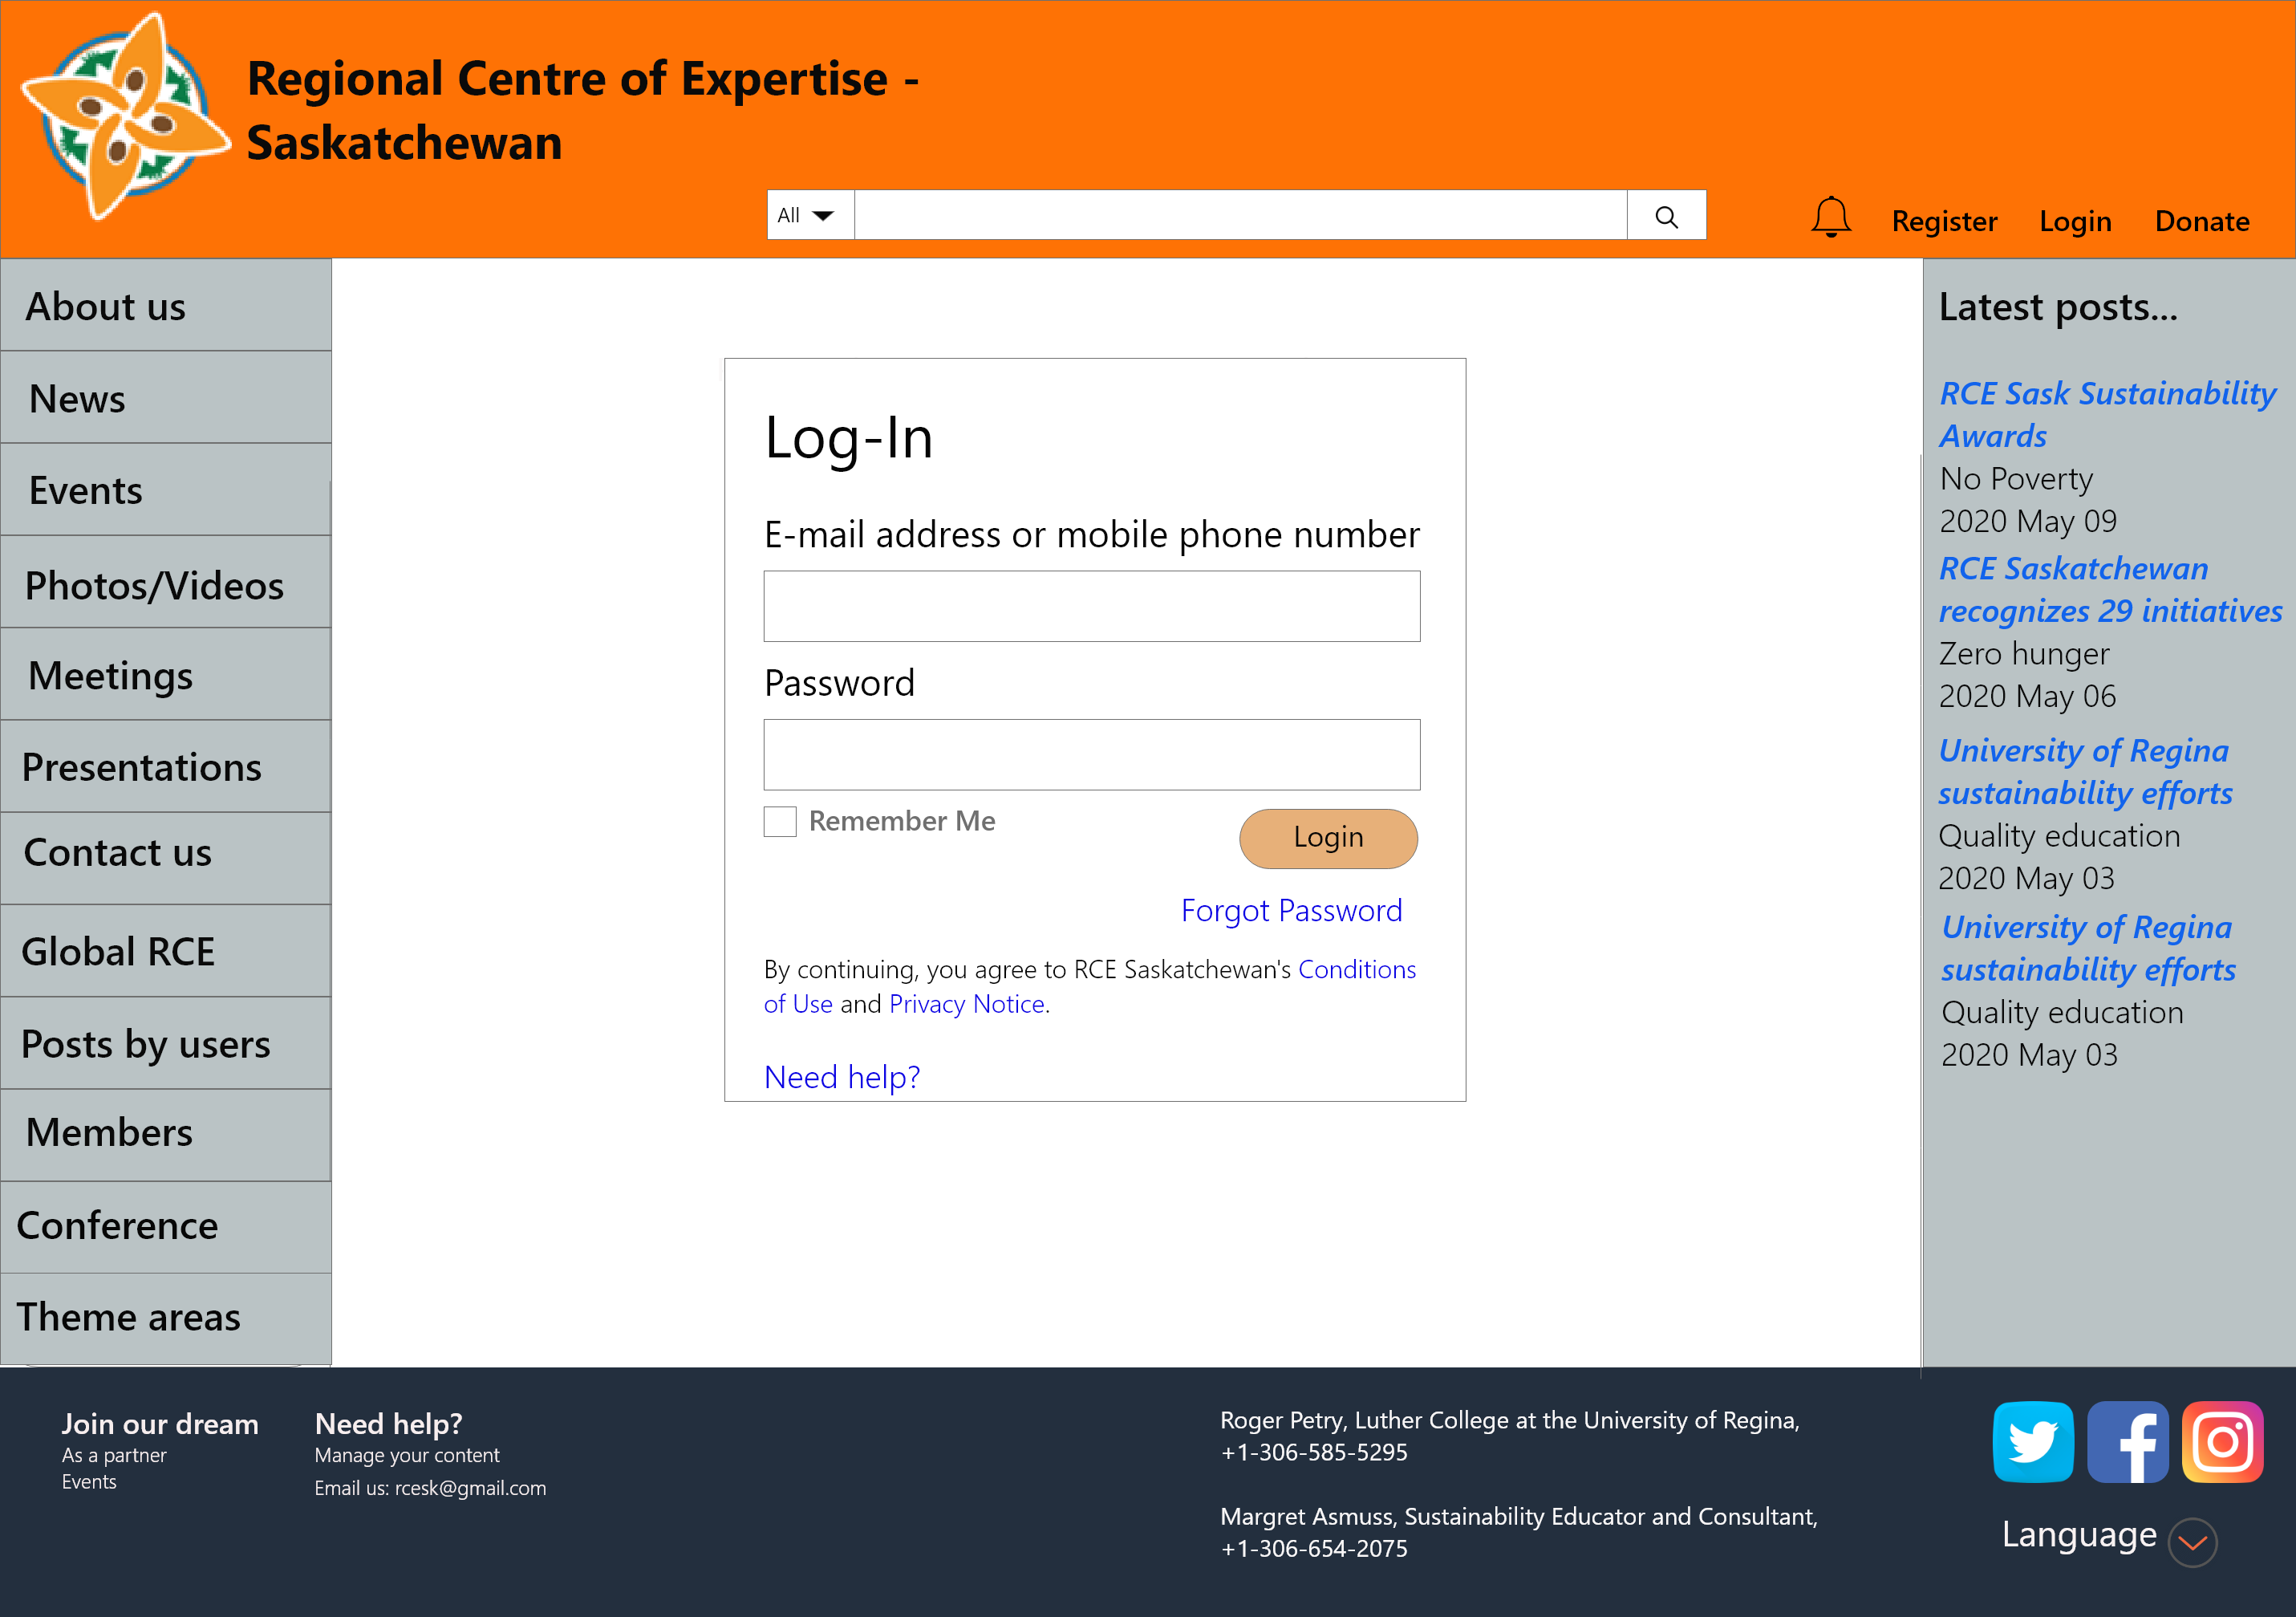 Regional Centre of Expertise -
Saskatchewan
All
Register
Login
Donate
About us
News
Events
Photos/Videos
Meetings
Presentations
Contact us
Global RCE
Posts by users
Members
Conference
Theme areas
Log-In
E-mail address or mobile phone number
Password
Remember Me
Login
Forgot Password
By continuing, you agree to RCE Saskatchewan's Conditions
of Use and Privacy Notice.
Need help?
Latest posts...
RCE Sask Sustainability
Awards
No Poverty
2020 May 09
RCE Saskatchewan
recognizes 29 initiatives
Zero hunger
2020 May 06
University of Regina
sustainability efforts
Quality education
2020 May 03
University of Regina
sustainability efforts
Quality education
2020 May 03
Join our dream
As a partner
Events
Need help?
Manage your content
Email us: rcesk@gmail.com
Roger Petry, Luther College at the University of Regina,
+1-306-585-5295
Margret Asmuss, Sustainability Educator and Consultant,
+1-306-654-2075
Language